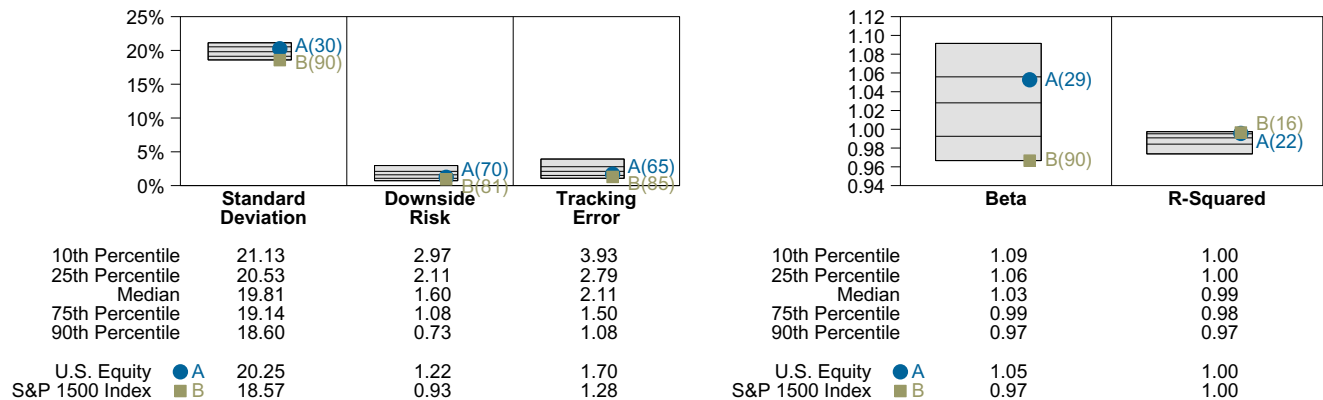 25%
20%
15%
10%
5%
0%
A(30)
B(90)
A(70)
B(81)
A(65)
B(85)
Standard Deviation
Downside Risk
Tracking Error
10th Percentile 21.13 2.97 3.93
25th Percentile 20.53 2.11 2.79
Median 19.81 1.60 2.11
75th Percentile 19.14 1.08 1.50
90th Percentile 18.60 0.73 1.08
U.S. Equity A 20.25 1.22 1.70
S&P 1500 Index B 18.57 0.93 1.28
1.12
1.10
1.08
1.06
1.04
1.02
1.00
0.98
0.96
0.94
A(29)
B(90)
B(16)
A(22)
Beta
R-Squared
10th Percentile 1.09 1.00
25th Percentile 1.06 1.00
Median 1.03 0.99
75th Percentile 0.99 0.98
90th Percentile 0.97 0.97
U.S. Equity A 1.05 1.00
S&P 1500 Index B 0.97 1.00